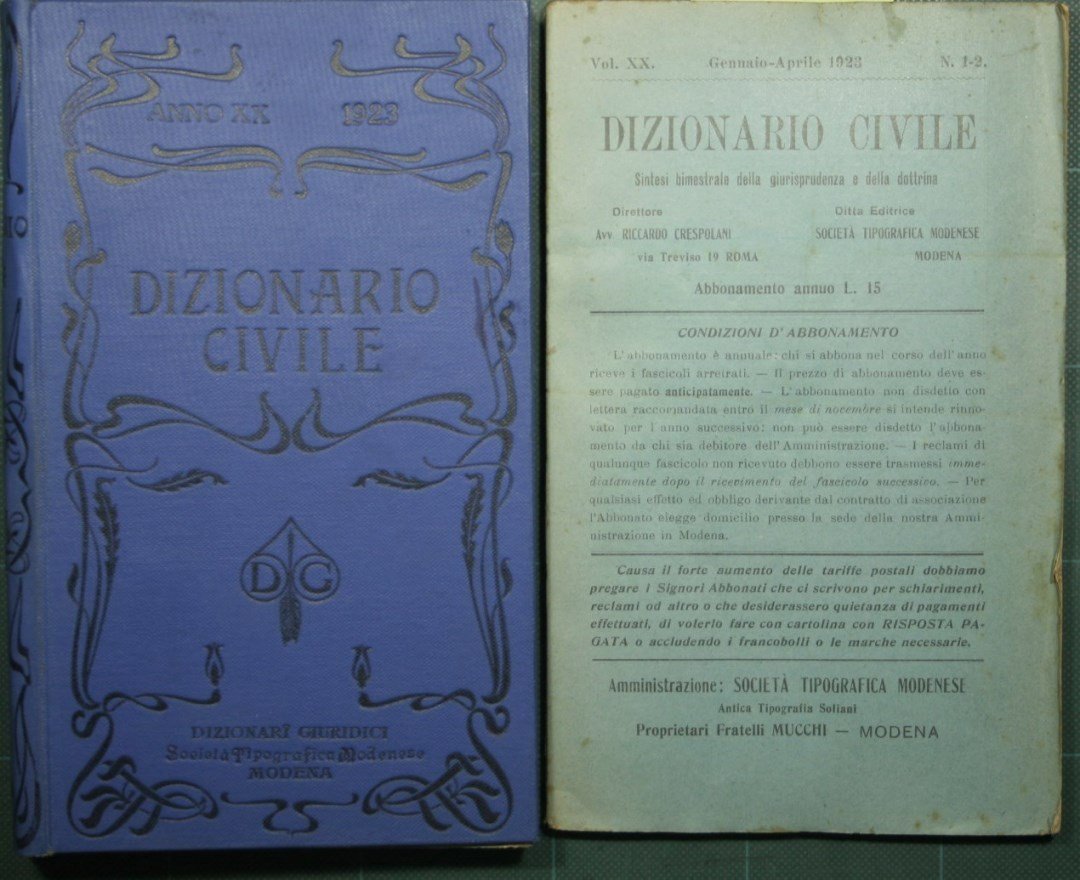 ANNO XX 1923
DIZIONARIO
CIVILE
D G
DIZIONARÎ GIURIDICI
Società Tipografica Modenese
MODENA
Vol. XX. Gennaio-Aprile 1923 N. 1-2.
DIZIONARIO CIVILE
Sintesi bimestrale della giurisprudenza e della dottrina
Direttore
Avv RICCARDO CRESPOLANI
via Treviso 19 ROMA
Ditta Editrice
SOCIETÀ TIPOGRAFICA MODENESE
MODENA
Abbonamento annuo L. 15
CONDIZIONI D'ABBONAMENTO
L'abbonamento è annuale: chi si abbona nel corso dell'anno
riceve i fascicoli arretrati. — Il prezzo di abbonamento deve es-
sere pagato anticipatamente. — L'abbonamento non disdetto con
lettera raccomandata entro il mese di novembre si intende rinno-
vato per l anno successivo: non può essere disdetto l'abbona-
mento da chi sia debitore dell'Amministrazione. — I reclami di
qualunque fascicolo non ricevuto debbono essere trasmessi imme-
diatamente dopo il ricevimento del fascicolo successivo. — Per
qualsiasi effetto ed obbligo derivante dal contratto di associazione
l'Abbonato elegge domicilio presso la sede della nostra Ammi-
nistrazione in Modena.
Causa il forte aumento delle tariffe postali dobbiamo
pregare i Signori Abbonati che ci scrivono per schiarimenti,
reclami od altro o che desiderassero quietanza di pagamenti
effettuati, di volerlo fare con cartolina con RISPOSTA PA-
GATA o accludendo i francobolli o le marche necessarie.
Amministrazione: SOCIETÀ TIPOGRAFICA MODENESE
Antica Tipografia Soliani
Proprietari Fratelli MUCCHI — MODENA